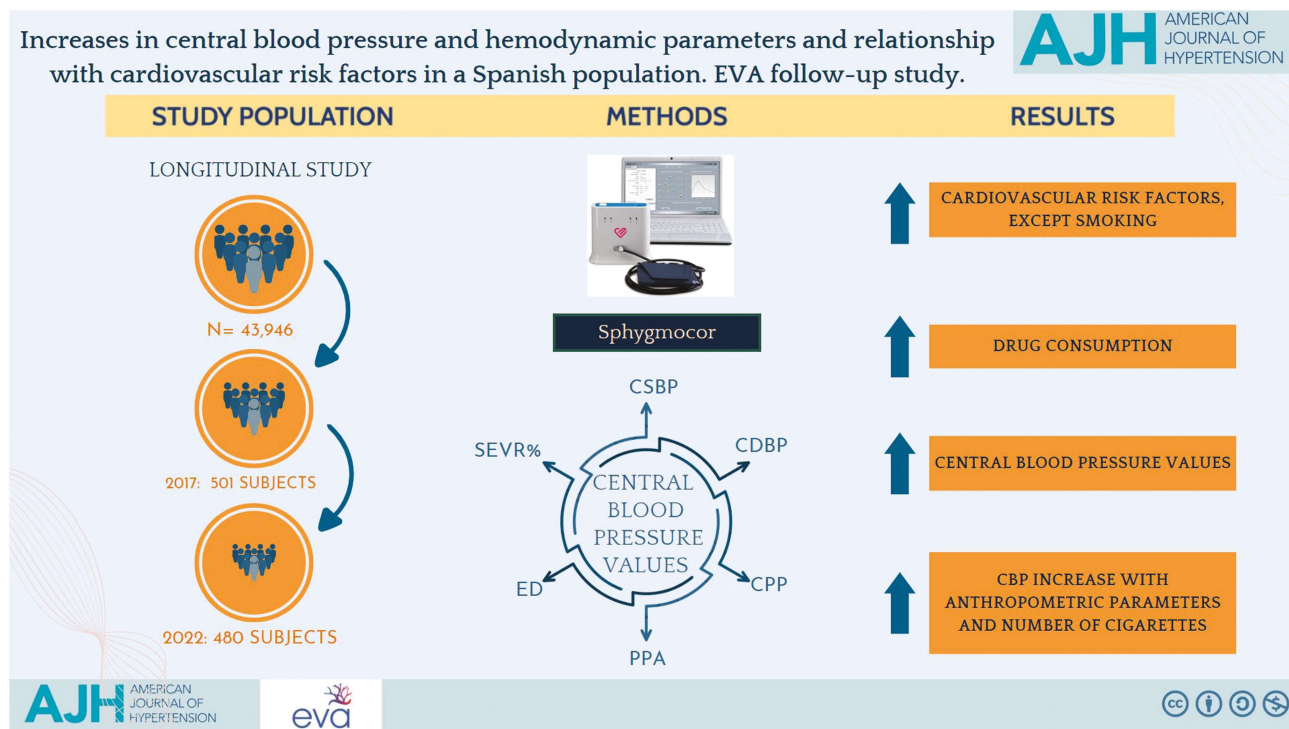 Increases in central blood pressure and hemodynamic parameters and relationship
with cardiovascular risk factors in a Spanish population. EVA follow-up study.
AJH
AMERICAN
JOURNAL OF
HYPERTENSION
STUDY POPULATION
METHODS
RESULTS
LONGITUDINAL STUDY
N= 43,946
2017: 501 SUBJECTS
2022: 480 SUBJECTS
Sphygmocor
CSBP
SEVR%
CDBP
CENTRAL
BLOOD
PRESSURE
VALUES
ED
CPP
PPA
CARDIOVASCULAR RISK FACTORS,
EXCEPT SMOKING
DRUG CONSUMPTION
CENTRAL BLOOD PRESSURE VALUES
CBP INCREASE WITH
ANTHROPOMETRIC PARAMETERS
AND NUMBER OF CIGARETTES
AJH
AMERICAN
JOURNAL OF
HYPERTENSION
eva
cc